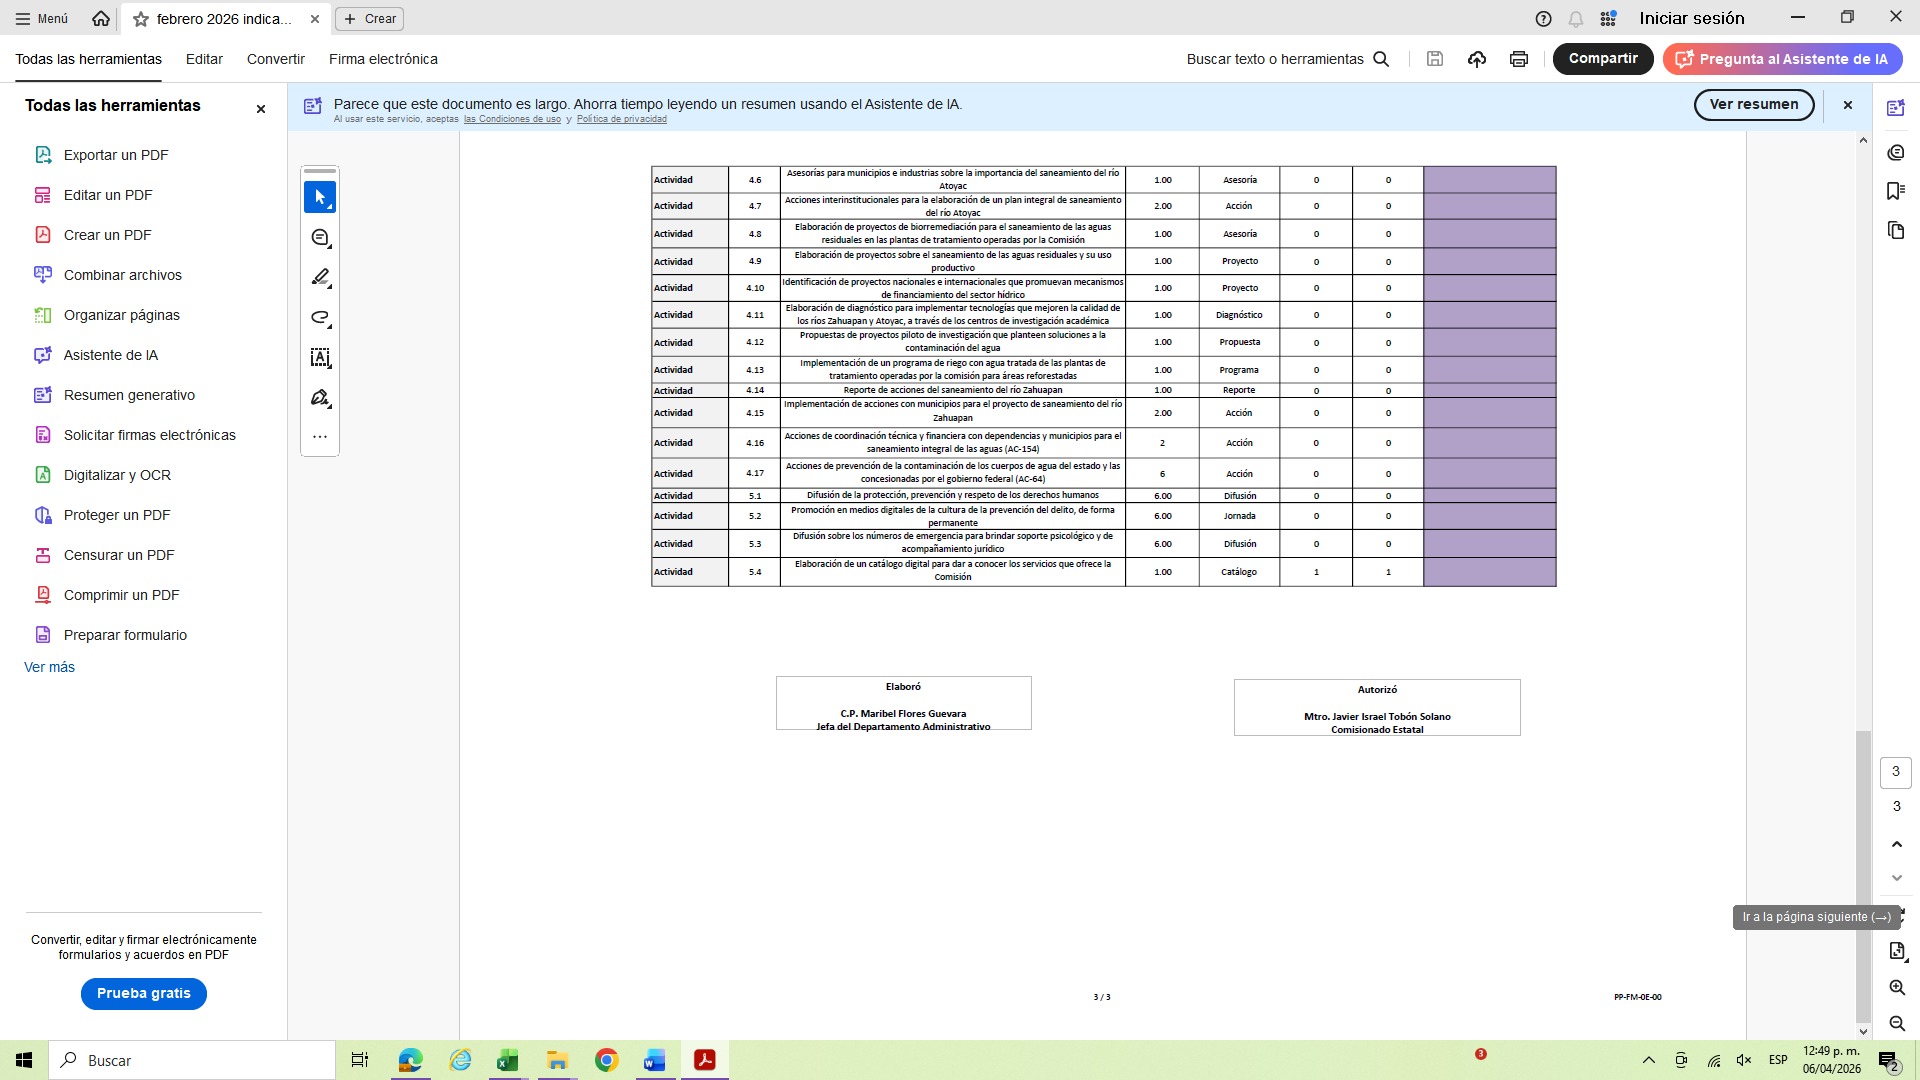 Menú
febrero 2026 indica...
Crear
Iniciar sesión
Todas las herramientas
Editar
Convertir
Firma electrónica
Buscar texto o herramientas
Compartir
Pregunta al Asistente de IA
Todas las herramientas
Parece que este documento es largo. Ahorra tiempo leyendo un resumen usando el Asistente de IA.
Al usar este servicio, aceptas las Condiciones de uso y Política de privacidad
Ver resumen
Exportar un PDF
Editar un PDF
Crear un PDF
Combinar archivos
Organizar páginas
Asistente de IA
Resumen generativo
Solicitar firmas electrónicas
Digitalizar y OCR
Proteger un PDF
Censurar un PDF
Comprimir un PDF
Preparar formulario
Ver más
Convertir, editar y firmar electrónicamente
formularios y acuerdos en PDF
Prueba gratis
Actividad 4.6 Asesorías para municipios e industrias sobre la importancia del saneamiento del río
Atoyac 1.00 Asesoría 0 0
Actividad 4.7 Acciones interinstitucionales para la elaboración de un plan integral de saneamiento
del río Atoyac 2.00 Acción 0 0
Actividad 4.8 Elaboración de proyectos de biorremediación para el saneamiento de las aguas
residuales en las plantas de tratamiento operadas por la Comisión 1.00 Asesoría 0 0
Actividad 4.9 Elaboración de proyectos sobre el saneamiento de las aguas residuales y su uso
productivo 1.00 Proyecto 0 0
Actividad 4.10 Identificación de proyectos nacionales e internacionales que promuevan mecanismos
de financiamiento del sector hídrico 1.00 Proyecto 0 0
Actividad 4.11 Elaboración de diagnóstico para implementar tecnologías que mejoren la calidad de
los ríos Zahuapan y Atoyac, a través de los centros de investigación académica 1.00 Diagnóstico 0 0
Actividad 4.12 Propuestas de proyectos piloto de investigación que planteen soluciones a la
contaminación del agua 1.00 Propuesta 0 0
Actividad 4.13 Implementación de un programa de riego con agua tratada de las plantas de
tratamiento operadas por la comisión para áreas reforestadas 1.00 Programa 0 0
Actividad 4.14 Reporte de acciones del saneamiento del río Zahuapan 1.00 Reporte 0 0
Actividad 4.15 Implementación de acciones con municipios para el proyecto de saneamiento del río
Zahuapan 2.00 Acción 0 0
Actividad 4.16 Acciones de coordinación técnica y financiera con dependencias y municipios para el
saneamiento integral de las aguas (AC-154) 2 Acción 0 0
Actividad 4.17 Acciones de prevención de la contaminación de los cuerpos de agua del estado y las
concesionadas por el gobierno federal (AC-64) 6 Acción 0 0
Actividad 5.1 Difusión de la protección, prevención y respeto de los derechos humanos 6.00 Difusión 0 0
Actividad 5.2 Promoción en medios digitales de la cultura de la prevención del delito, de forma
permanente 6.00 Jornada 0 0
Actividad 5.3 Difusión sobre los números de emergencia para brindar soporte psicológico y de
acompañamiento jurídico 6.00 Difusión 0 0
Actividad 5.4 Elaboración de un catálogo digital para dar a conocer los servicios que ofrece la
Comisión 1.00 Catálogo 1 1
Elaboró
C.P. Maribel Flores Guevara
Jefa del Departamento Administrativo
Autorizó
Mtro. Javier Israel Tobón Solano
Comisionado Estatal
3
3
Ir a la página siguiente (→)
3 / 3
PP-FM-0E-00
Buscar
3
ESP
12:49 p. m.
06/04/2026
2